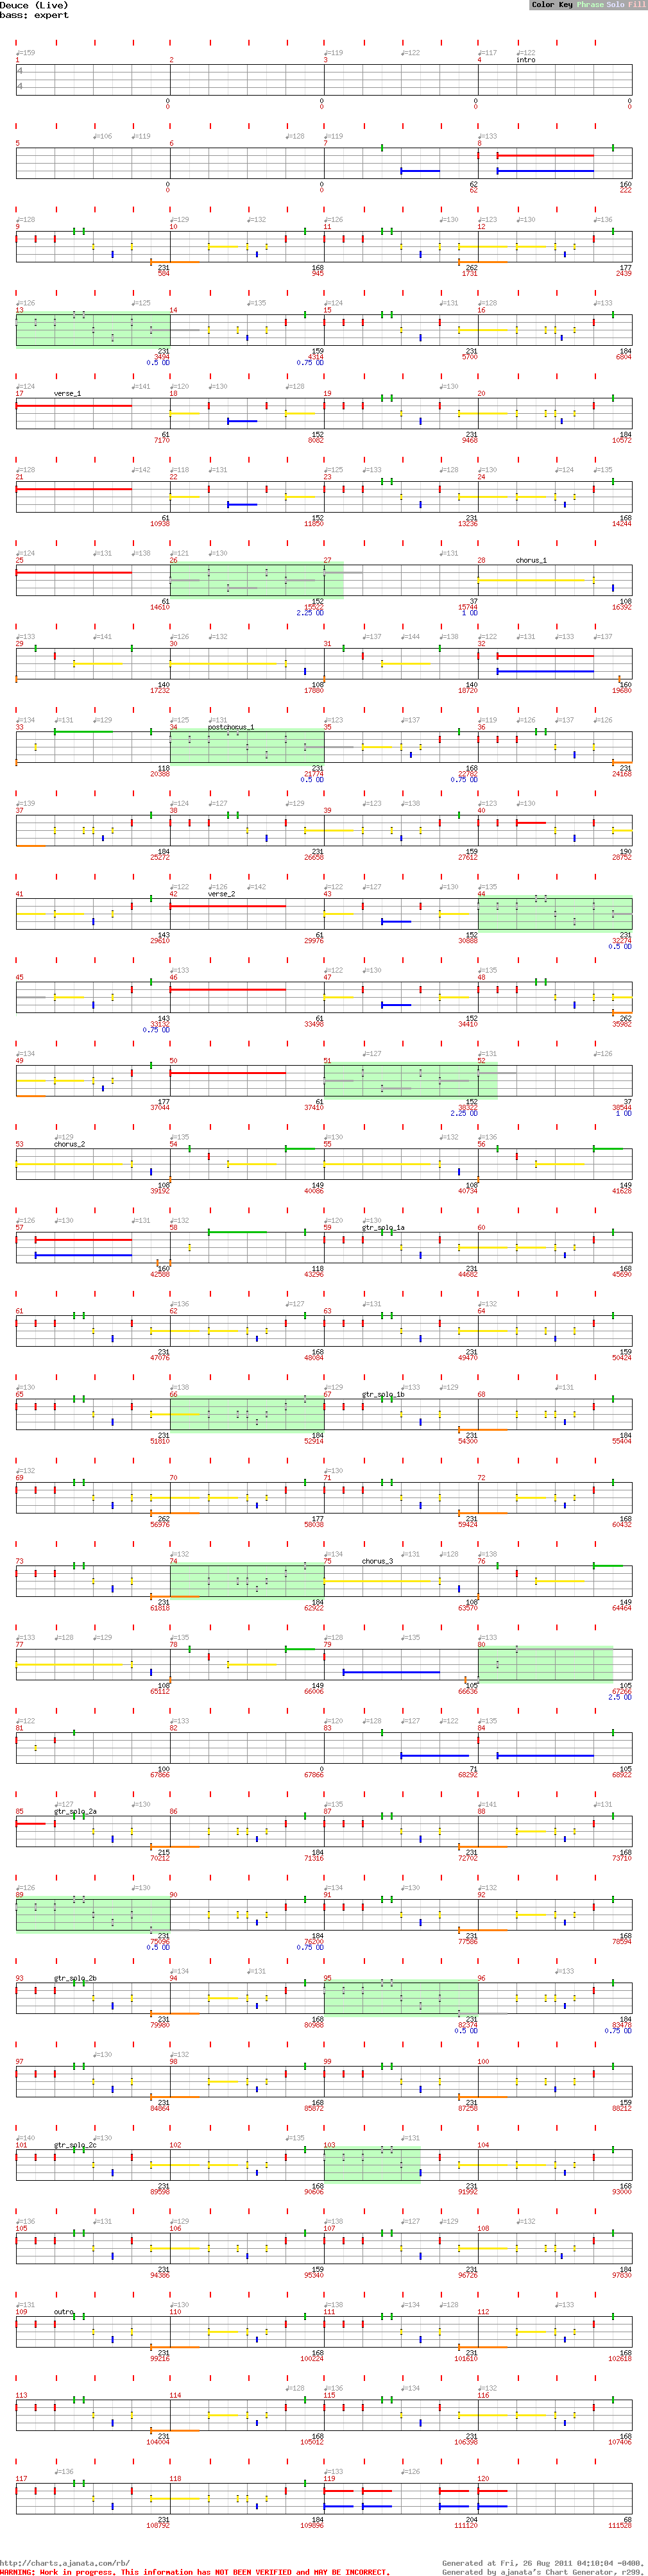 Deuce (Live)
bass: expert
Color Key Phrase Solo Fill
♩=159 ♩=119 ♩=122 ♩=117 ♩=122
1 2 3 4 intro
4
4
0 0 0 0
0 0 0 0
♩=106 ♩=119 ♩=128 ♩=119 ♩=133
5 6 7 8
0 0 62 160
0 0 62 222
♩=128 ♩=129 ♩=132 ♩=126 ♩=130 ♩=130 ♩=136
9 10 11 12
231 168 262 177
584 945 1731 2439
♩=126 ♩=125 ♩=135 ♩=124 ♩=131 ♩=128 ♩=133
13 14 15 16
231 159 231 184
3494 4314 5700 6804
0.5 OD 0.75 OD
♩=124 ♩=141 ♩=120 ♩=130 ♩=128 ♩=130
17 verse_1 18 19 20
61 152 231 184
7170 8082 9468 10572
♩=128 ♩=142 ♩=118 ♩=131 ♩=125 ♩=133 ♩=128 ♩=130 ♩=124 ♩=135
21 22 23 24
61 152 231 168
10938 11850 13236 14244
♩=124 ♩=131 ♩=138 ♩=121 ♩=130 ♩=131
25 26 27 28 chorus_1
61 152 37 108
14610 15522 15744 16392
2.25 OD 1 OD
♩=133 ♩=141 ♩=126 ♩=132 ♩=137 ♩=144 ♩=138 ♩=122 ♩=131 ♩=133 ♩=137
29 30 31 32
140 108 140 160
17232 17880 18720 19680
♩=134 ♩=131 ♩=129 ♩=125 ♩=131 ♩=123 ♩=137 ♩=119 ♩=126 ♩=137 ♩=126
33 34 postchorus_1 35 36
118 231 168 231
20388 21774 22782 24168
0.5 OD 0.75 OD
♩=139 ♩=124 ♩=127 ♩=129 ♩=123 ♩=138 ♩=123 ♩=130
37 38 39 40
184 231 159 190
25272 26658 27612 28752
♩=122 ♩=126 ♩=142 ♩=122 ♩=127 ♩=130 ♩=135
41 42 verse_2 43 44
143 61 152 231
29610 29976 30888 32274
0.5 OD
♩=133 ♩=122 ♩=130 ♩=133
45 46 47 48
143 61 152 262
33132 33498 34410 35982
0.75 OD
♩=134 ♩=127 ♩=131 ♩=126
49 50 51 52
177 61 152 37
37044 37410 38322 38544
2.25 OD 1 OD
♩=129 ♩=135 ♩=130 ♩=132 ♩=136
53 chorus_2 54 55 56
108 149 108 149
39192 40086 40734 41628
♩=126 ♩=130 ♩=131 ♩=132 ♩=120 ♩=130
57 58 59 gtr_solo_1a 60
160 118 231 168
42588 43296 44682 45690
♩=136 ♩=127 ♩=131 ♩=132
61 62 63 64
231 168 231 159
47076 48084 49470 50424
♩=130 ♩=138 ♩=129 ♩=133 ♩=129 ♩=131
65 66 67 gtr_solo_1b 68
231 184 231 184
51810 52914 54300 55404
♩=132 ♩=130
69 70 71 72
262 177 231 168
56976 58038 59424 60432
♩=132 ♩=134 ♩=126 ♩=128 ♩=138
73 74 75 chorus_3 76
231 184 108 149
61818 62922 63570 64464
♩=133 ♩=128 ♩=129 ♩=135 ♩=128 ♩=135 ♩=133
77 78 79 80
108 149 105 105
65112 66006 66636 67266
2.5 OD
♩=122 ♩=133 ♩=120 ♩=128 ♩=127 ♩=122 ♩=135
81 82 83 84
100 0 71 105
67866 67866 68292 68922
♩=127 ♩=130 ♩=135 ♩=141 ♩=131
85 gtr_solo_2a 86 87 88
215 184 231 168
70212 71316 72702 73710
♩=126 ♩=130 ♩=134 ♩=130 ♩=132
89 90 91 92
231 184 231 168
75096 76200 77586 78594
0.5 OD 0.75 OD
♩=134 ♩=131 ♩=133
93 gtr_solo_2b 94 95 96
231 168 231 184
79980 80988 82374 83478
0.5 OD 0.75 OD
♩=130 ♩=132
97 98 99 100
231 168 231 159
84864 85872 87258 88212
♩=140 ♩=130 ♩=135 ♩=131
101 gtr_solo_2c 102 103 104
231 168 231 168
89598 90606 91992 93000
♩=136 ♩=131 ♩=129 ♩=138 ♩=127 ♩=129 ♩=132
105 106 107 108
231 159 231 184
94386 95340 96726 97830
♩=131 ♩=130 ♩=138 ♩=134 ♩=128 ♩=133
109 outro 110 111 112
231 168 231 168
99216 100224 101610 102618
♩=128 ♩=136 ♩=134 ♩=132
113 114 115 116
231 168 231 168
104004 105012 106398 107406
♩=136 ♩=133 ♩=126
117 118 119 120
231 184 204 68
108792 109896 111120 111528
http://charts.ajanata.com/rb/ Generated at Fri, 26 Aug 2011 04:10:04 -0400.
WARNING: Work in progress. This information has NOT BEEN VERIFIED and MAY BE INCORRECT. Generated by ajanata's Chart Generator, r299.